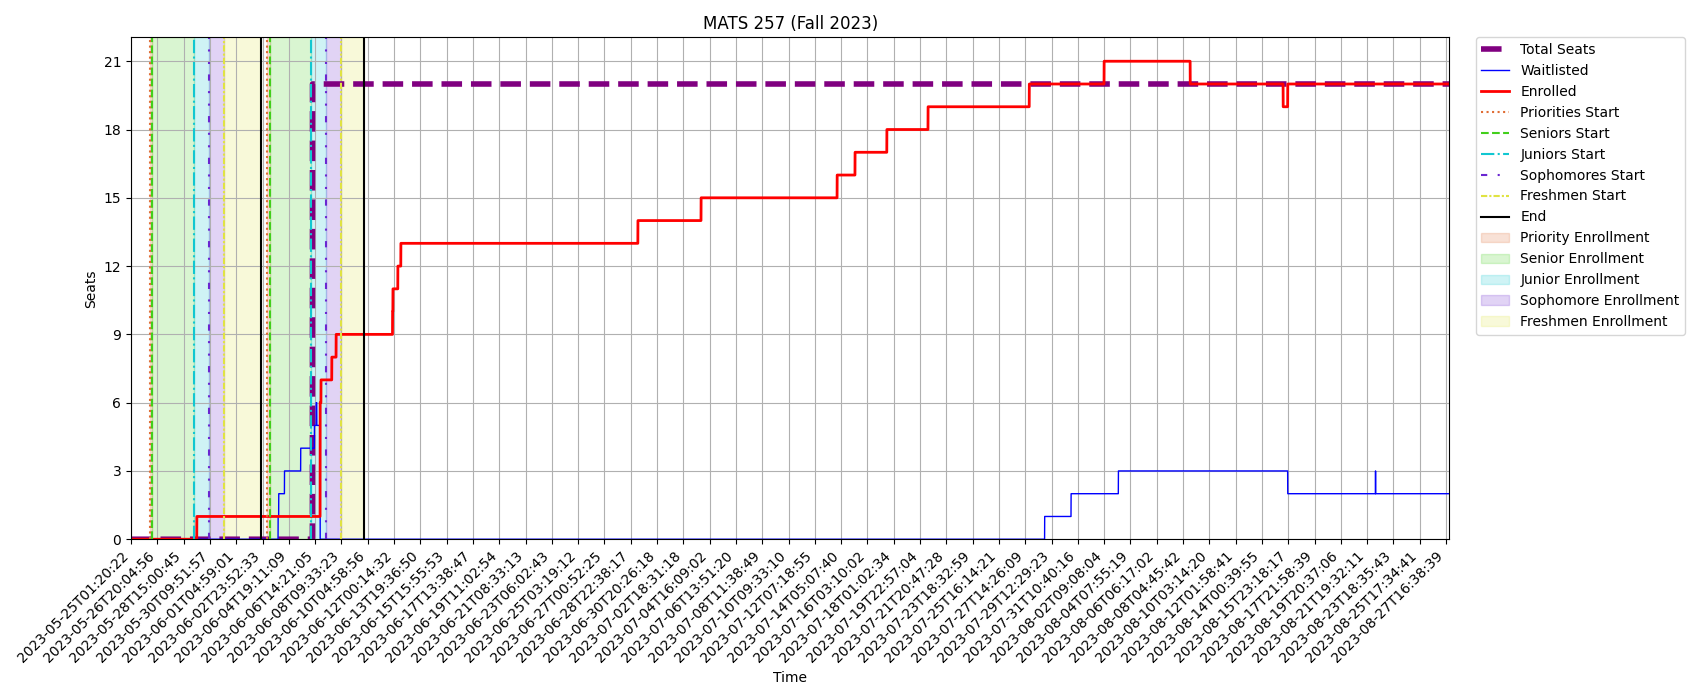 MATS 257 (Fall 2023)
Seats
21
18
15
12
9
6
3
0
2023-05-25T01:20:22
2023-05-26T20:04:56
2023-05-28T15:00:45
2023-05-30T09:51:57
2023-06-01T04:59:01
2023-06-02T23:52:33
2023-06-04T19:11:09
2023-06-06T14:21:05
2023-06-08T09:33:23
2023-06-10T04:58:56
2023-06-12T00:14:32
2023-06-13T19:36:50
2023-06-15T15:55:53
2023-06-17T13:38:47
2023-06-19T11:02:54
2023-06-21T08:33:13
2023-06-23T06:02:43
2023-06-25T03:19:12
2023-06-27T00:52:25
2023-06-28T22:38:17
2023-06-30T20:26:18
2023-07-02T18:31:18
2023-07-04T16:09:02
2023-07-06T13:51:20
2023-07-08T11:38:49
2023-07-10T09:33:10
2023-07-12T07:18:55
2023-07-14T05:07:40
2023-07-16T03:10:02
2023-07-18T01:02:34
2023-07-19T22:57:04
2023-07-21T20:47:28
2023-07-23T18:32:59
2023-07-25T16:14:21
2023-07-27T14:26:09
2023-07-29T12:29:23
2023-07-31T10:40:16
2023-08-02T09:08:04
2023-08-04T07:55:19
2023-08-06T06:17:02
2023-08-08T04:45:42
2023-08-10T03:14:20
2023-08-12T01:58:41
2023-08-14T00:39:55
2023-08-15T23:18:17
2023-08-17T21:58:39
2023-08-19T20:37:06
2023-08-21T19:32:11
2023-08-23T18:35:43
2023-08-25T17:34:41
2023-08-27T16:38:39
Time
Total Seats
Waitlisted
Enrolled
Priorities Start
Seniors Start
Juniors Start
Sophomores Start
Freshmen Start
End
Priority Enrollment
Senior Enrollment
Junior Enrollment
Sophomore Enrollment
Freshmen Enrollment